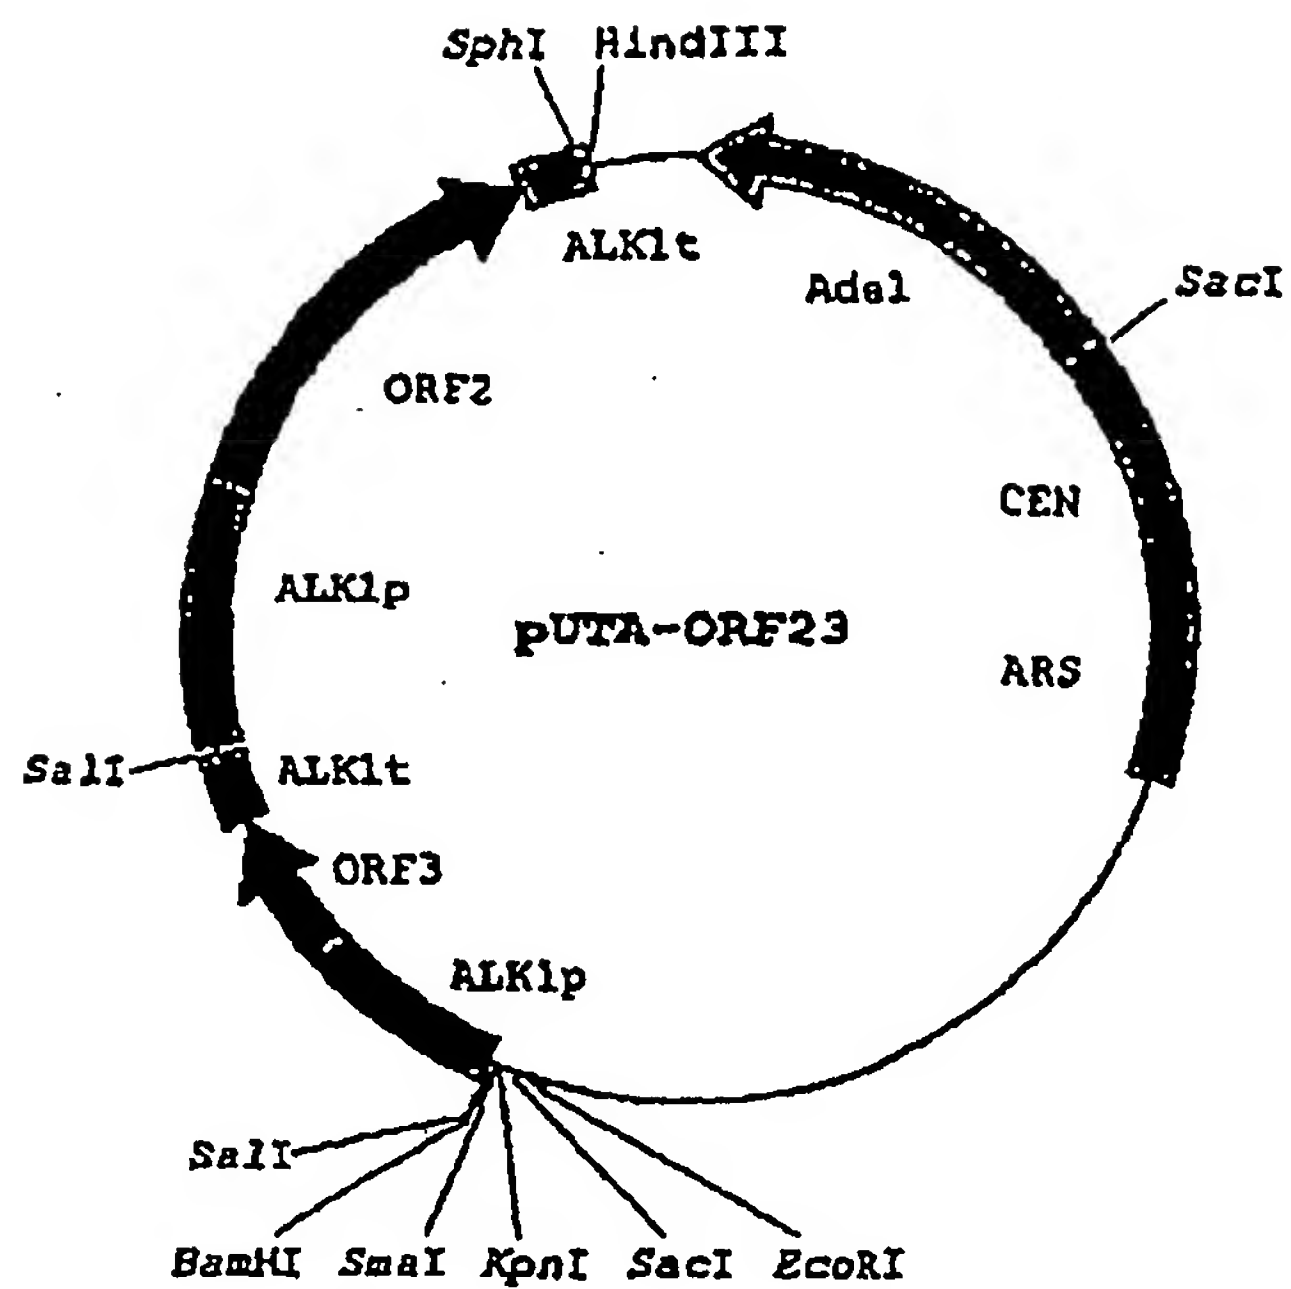 SphI HindIII
ALK1t
Ade1
SacI
ORF2
CEN
ALK1p
pUTA-ORF23
ARS
SalI
ALK1t
ORF3
ALK1p
SalI
BamHI SmaI KpnI SacI EcoRI